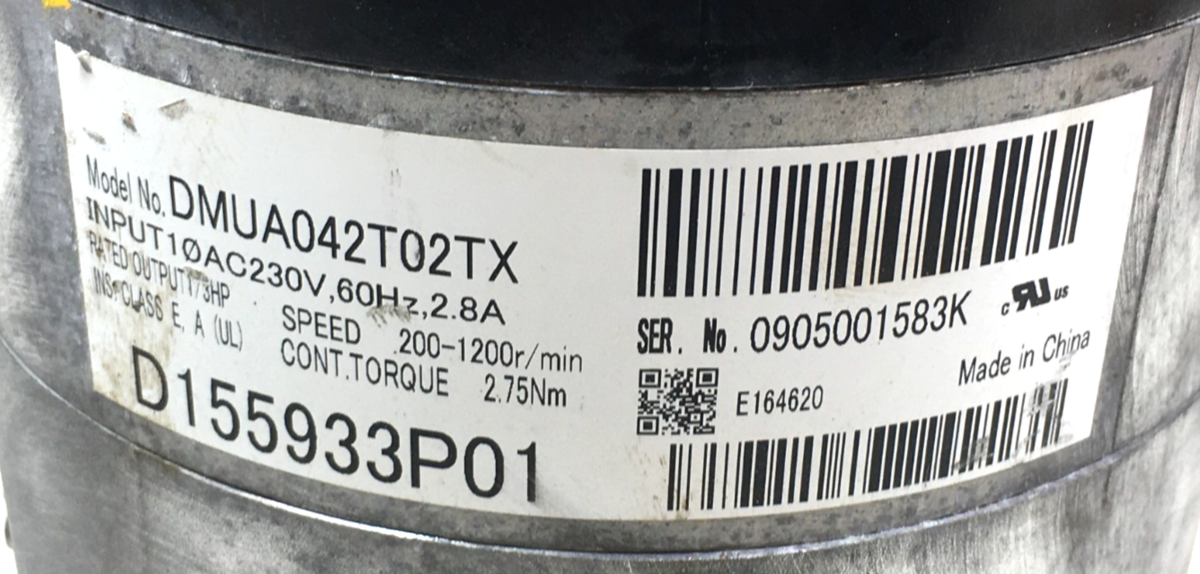 Model No. DMUA042T02TX
INPUT1ØAC230V,60Hz,2.8A
RATED OUTPUT1/3HP
INS. CLASS E, A (UL)
SPEED 200-1200r/min
CONT.TORQUE 2.75Nm
D155933P01
SER. No. 0905001583K
c RU us
Made in China
E164620